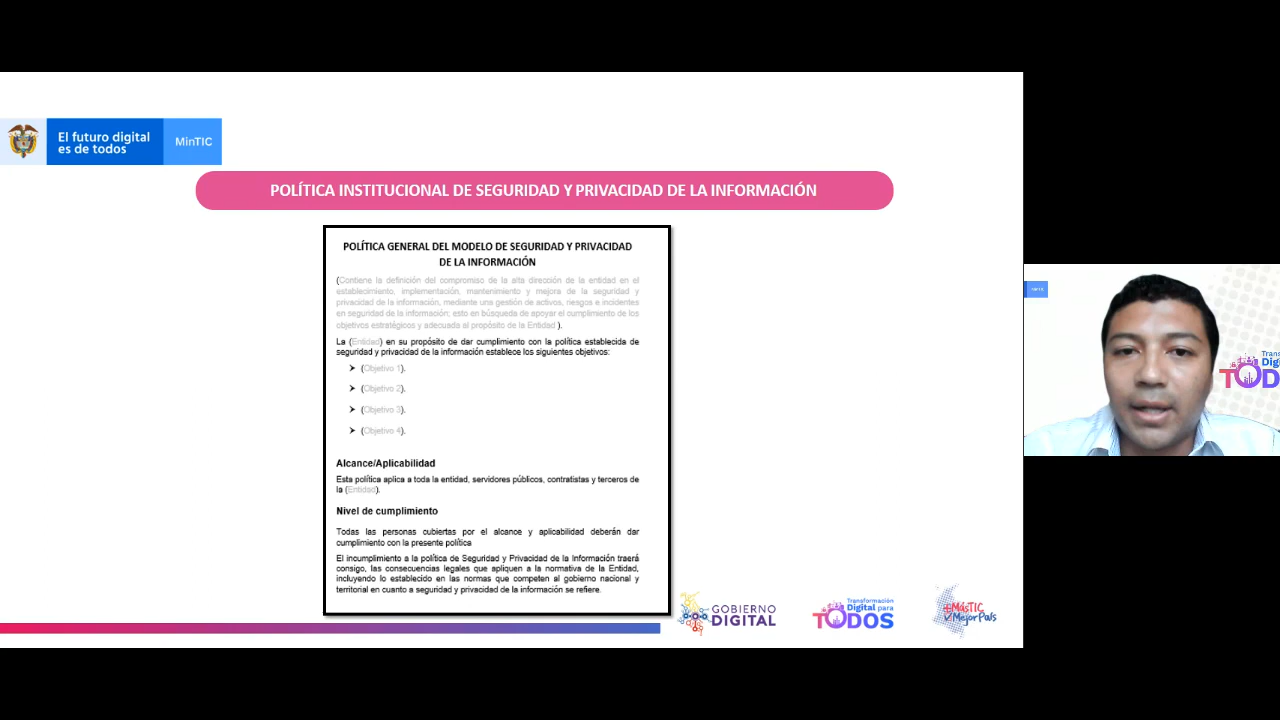 El futuro digital
es de todos
MinTIC
POLÍTICA INSTITUCIONAL DE SEGURIDAD Y PRIVACIDAD DE LA INFORMACIÓN
POLÍTICA GENERAL DEL MODELO DE SEGURIDAD Y PRIVACIDAD
DE LA INFORMACIÓN
(Contiene la definición del compromiso de la alta dirección de la entidad en el
establecimiento, implementación, mantenimiento y mejora de la seguridad y
privacidad de la información, mediante una gestión de activos, riesgos e incidentes
en seguridad de la información; esto en búsqueda de apoyar el cumplimiento de los
objetivos estratégicos y adecuada al propósito de la Entidad ).
La (Entidad) en su propósito de dar cumplimiento con la política establecida de
seguridad y privacidad de la información establece los siguientes objetivos:
➤ (Objetivo 1).
➤ (Objetivo 2).
➤ (Objetivo 3).
➤ (Objetivo 4).
Alcance/Aplicabilidad
Esta política aplica a toda la entidad, servidores públicos, contratistas y terceros de
la (Entidad).
Nivel de cumplimiento
Todas las personas cubiertas por el alcance y aplicabilidad deberán dar
cumplimiento con la presente política
El incumplimiento a la política de Seguridad y Privacidad de la Información traerá
consigo, las consecuencias legales que apliquen a la normativa de la Entidad,
incluyendo lo establecido en las normas que competen al gobierno nacional y
territorial en cuanto a seguridad y privacidad de la información se refiere.
GOBIERNO
DIGITAL
Transformación
Digital para
TODOS
+MásTIC
MejorPaís
Trans
Dig
TOD